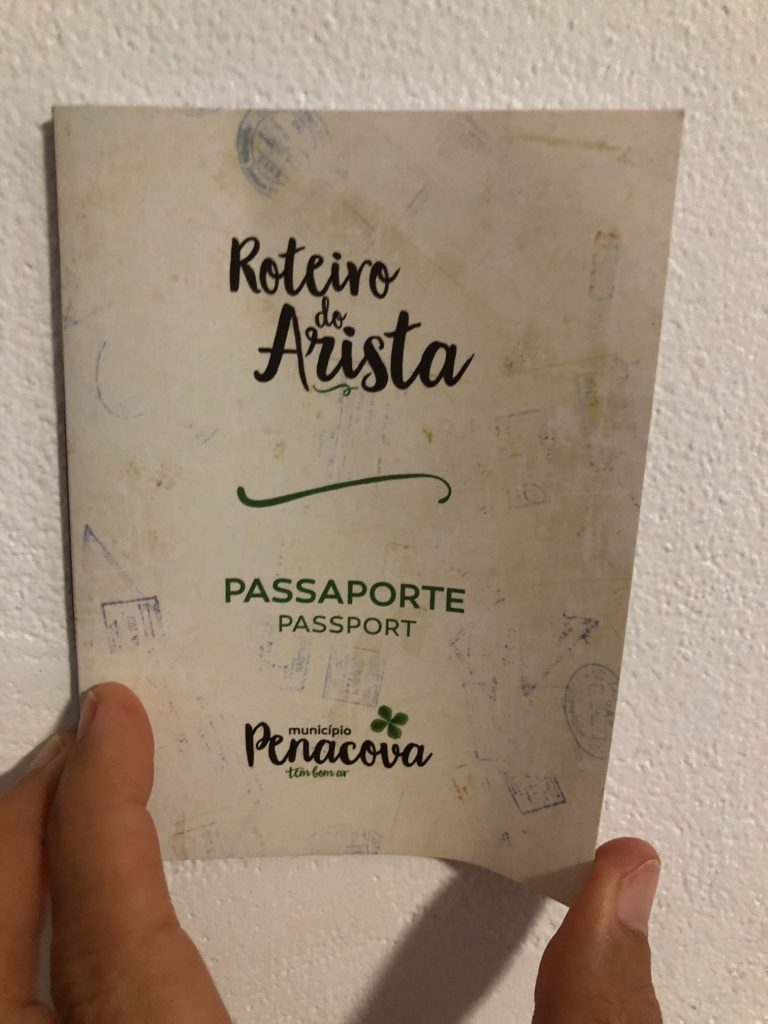 Roteiro
do
Arista
PASSAPORTE
PASSPORT
município
Penacova
tem bom ar